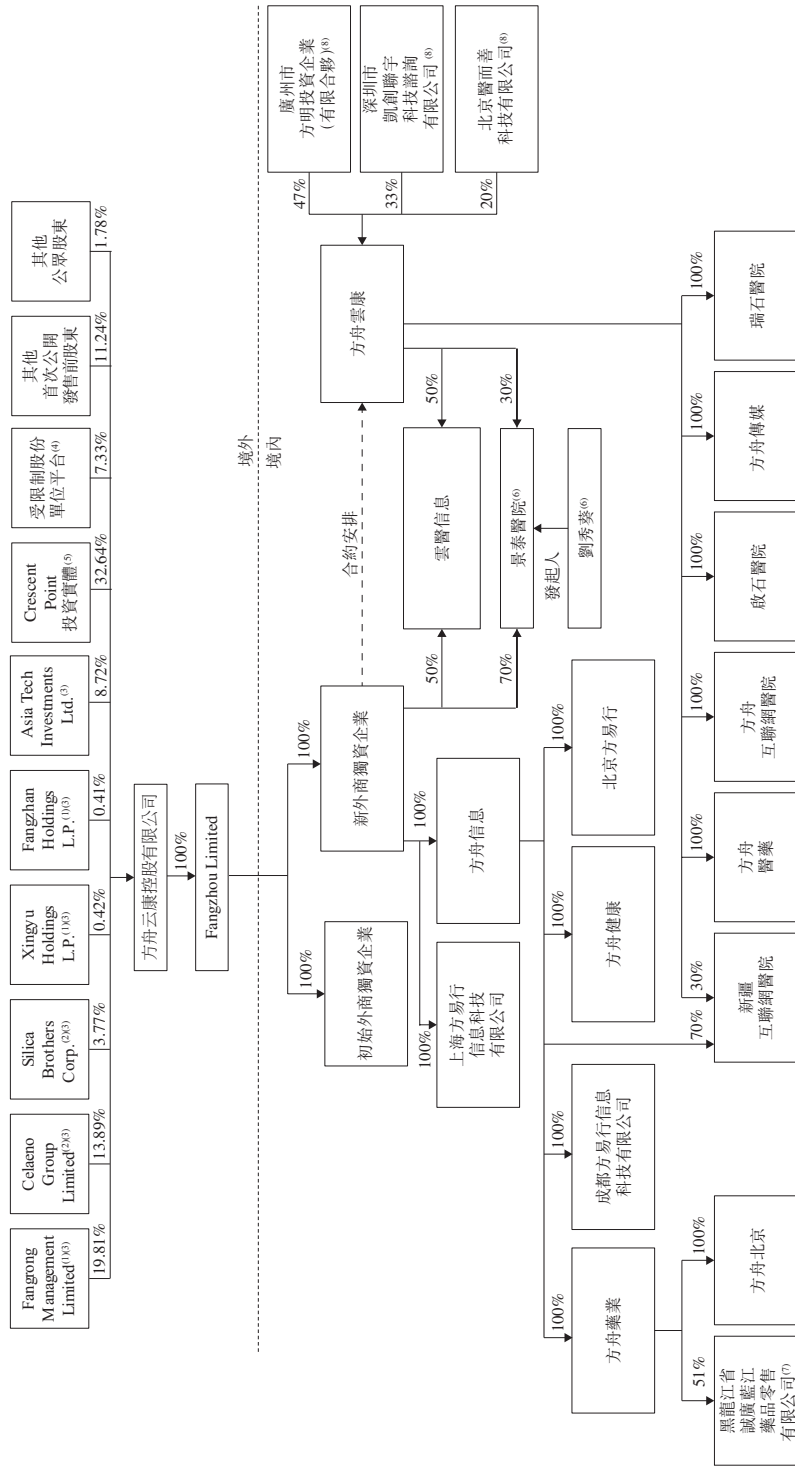 Fangrong
Management
Limited(1)(3)
Celaeno
Group
Limited(2)(3)
Silica
Brothers
Corp.(2)(3)
Xingyu
Holdings
L.P.(1)(3)
Fangzhan
Holdings
L.P.(1)(3)
Asia Tech
Investments
Ltd.(3)
Crescent
Point
投資實體(5)
受限制股份
單位平台(4)
其他
首次公開
發售前股東
其他
公眾股東
19.81%
13.89%
3.77%
0.42%
0.41%
8.72%
32.64%
7.33%
11.24%
1.78%
方舟云康控股有限公司
100%
Fangzhou Limited
境外
境內
100%
100%
初始外商獨資企業
新外商獨資企業
合約安排
方舟雲康
47%
33%
20%
廣州市
方明投資企業
(有限合夥)(8)
深圳市
凱創聯宇
科技諮詢
有限公司(8)
北京醫而善
科技有限公司(8)
100%
100%
50%
50%
70%
30%
上海方易行
信息科技
有限公司
方舟信息
雲醫信息
景泰醫院(6)
發起人
劉秀葵(6)
100%
100%
100%
100%
方舟藥業
成都方易行信息
科技有限公司
方舟健康
北京方易行
51%
100%
70%
30%
100%
100%
100%
100%
100%
黑龍江省
誠廣藍江
藥品零售
有限公司(7)
方舟北京
新疆
互聯網醫院
方舟
醫藥
方舟
互聯網醫院
啟石醫院
方舟傳媒
瑞石醫院